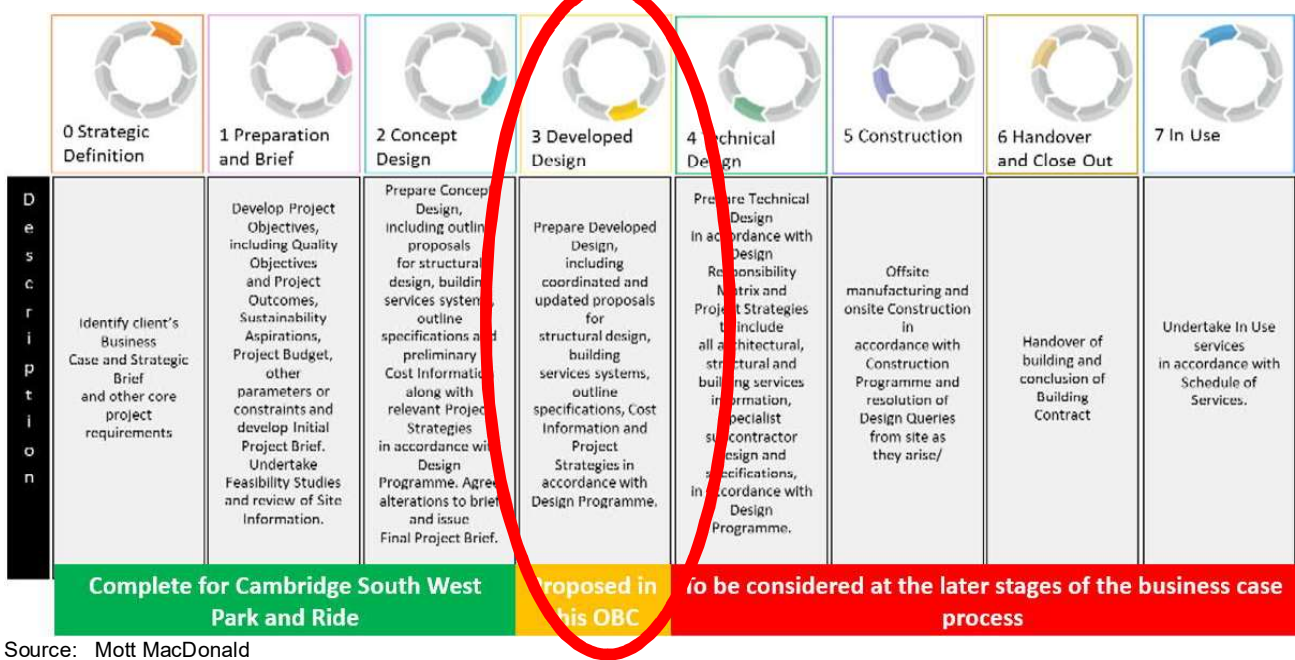 0 Strategic
Definition
1 Preparation
and Brief
2 Concept
Design
3 Developed
Design
4 Technical
Design
5 Construction
6 Handover
and Close Out
7 In Use
Description
Identify client's
Business
Case and Strategic
Brief
and other core
project
requirements
Develop Project
Objectives,
including Quality
Objectives
and Project
Outcomes,
Sustainability
Aspirations,
Project Budget,
other
parameters or
constraints and
develop Initial
Project Brief.
Undertake
Feasibility Studies
and review of Site
Information.
Prepare Concept
Design,
including outline
proposals
for structural
design, building
services systems,
outline
specifications and
preliminary
Cost Information
along with
relevant Project
Strategies
in accordance with
Design
Programme. Agree
alterations to brief
and issue
Final Project Brief.
Prepare Developed
Design,
including
coordinated and
updated proposals
for
structural design,
building
services systems,
outline
specifications, Cost
Information and
Project
Strategies in
accordance with
Design Programme.
Prepare Technical
Design
in accordance with
Design
Responsibility
Matrix and
Project Strategies
to include
all architectural,
structural and
building services
information,
specialist
subcontractor
design and
specifications,
in accordance with
Design
Programme.
Offsite
manufacturing and
onsite Construction
in
accordance with
Construction
Programme and
resolution of
Design Queries
from site as
they arise/
Handover of
building and
conclusion of
Building
Contract
Undertake In Use
services
in accordance with
Schedule of
Services.
Complete for Cambridge South West
Park and Ride
Proposed in
this OBC
To be considered at the later stages of the business case
process
Source: Mott MacDonald